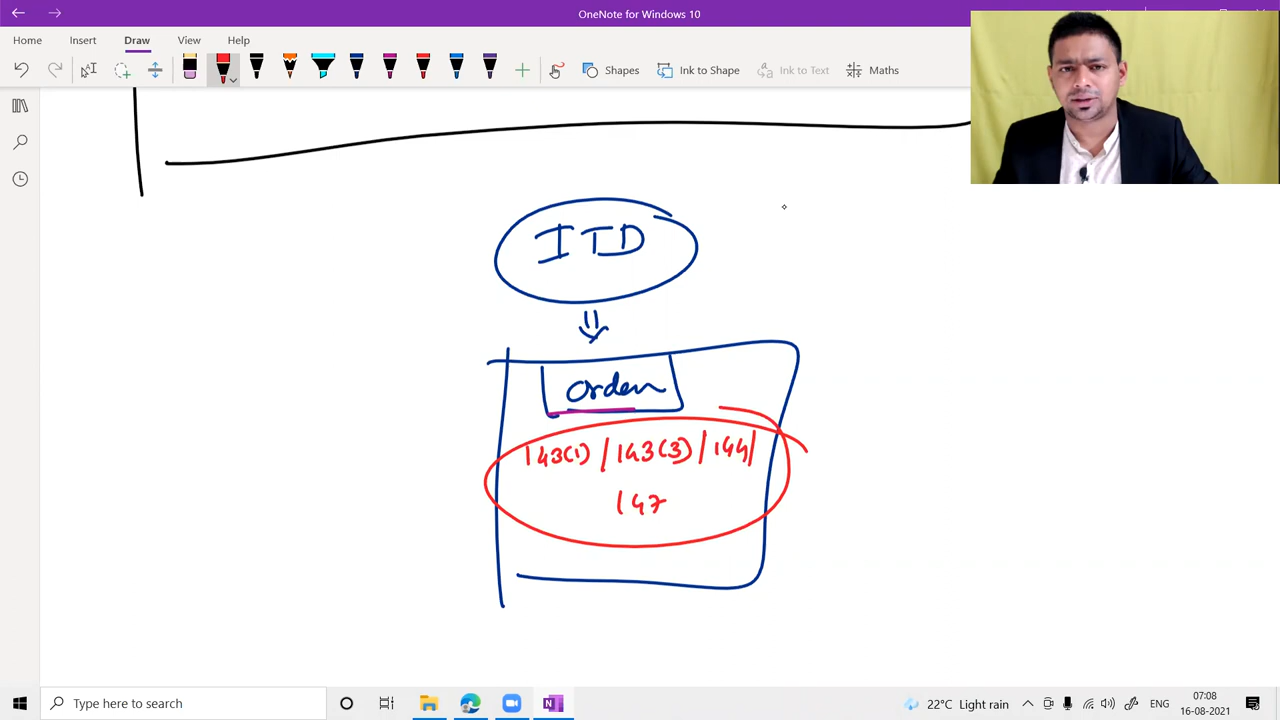 OneNote for Windows 10
Home Insert Draw View Help
Shapes Ink to Shape Ink to Text Maths
ITD
Order
143(1) / 143(3) / 144 /
147
Type here to search
22°C Light rain ENG 07:08
16-08-2021